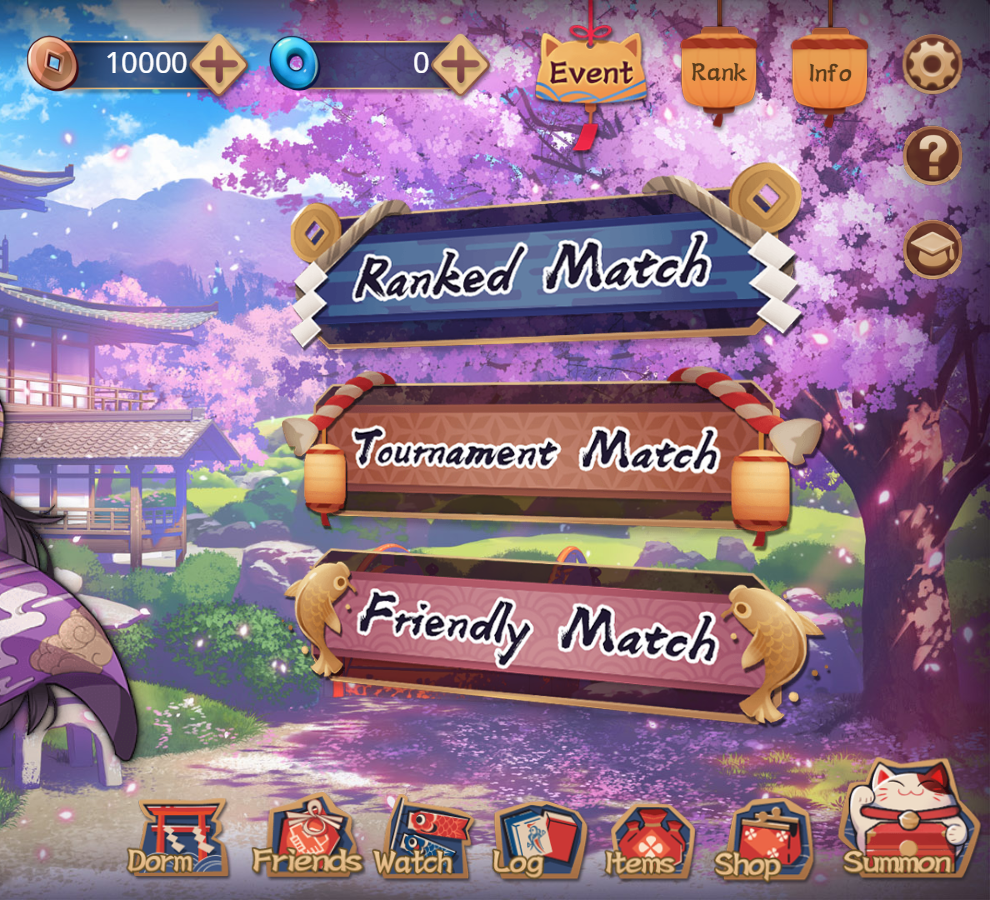 10000
0
Event
Rank
Info
?
Ranked Match
Tournament Match
Friendly Match
Dorm
Friends
Watch
Log
Items
Shop
Summon